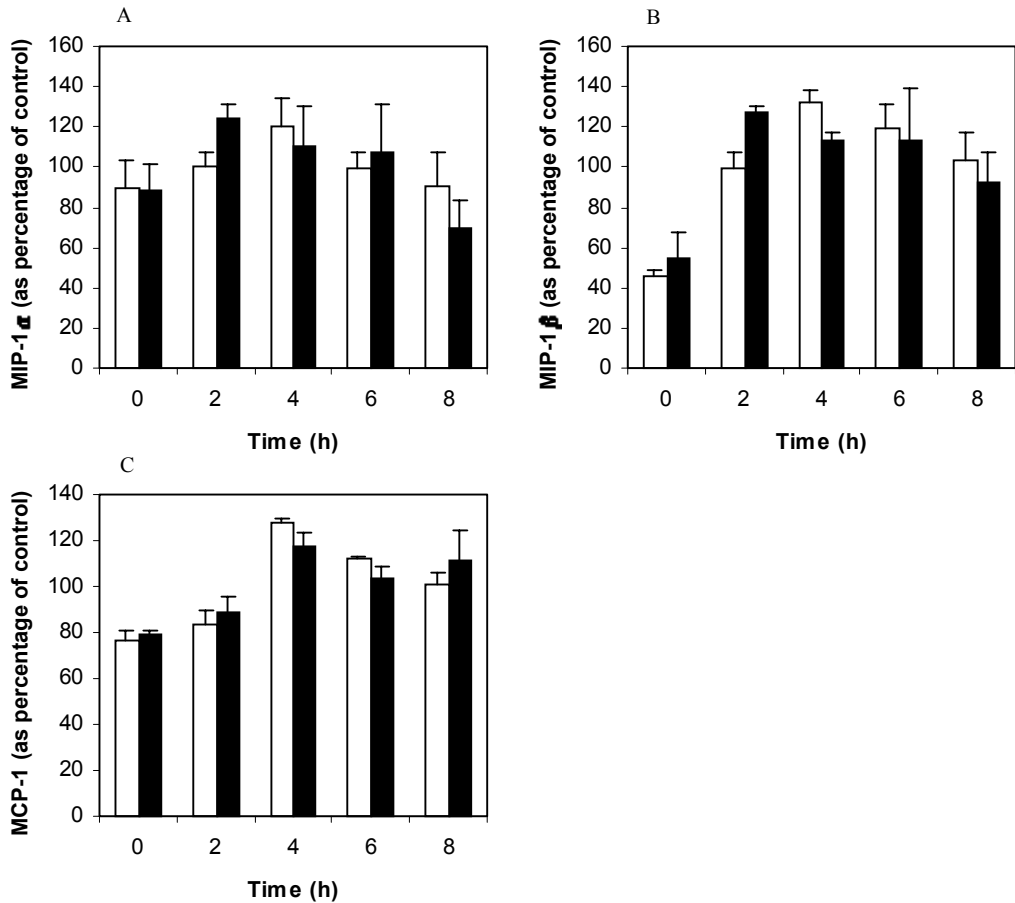 A
MIP-1α (as percentage of control)
160
140
120
100
80
60
40
20
0
0 2 4 6 8
Time (h)
B
MIP-1β (as percentage of control)
160
140
120
100
80
60
40
20
0
0 2 4 6 8
Time (h)
C
MCP-1 (as percentage of control)
140
120
100
80
60
40
20
0
0 2 4 6 8
Time (h)